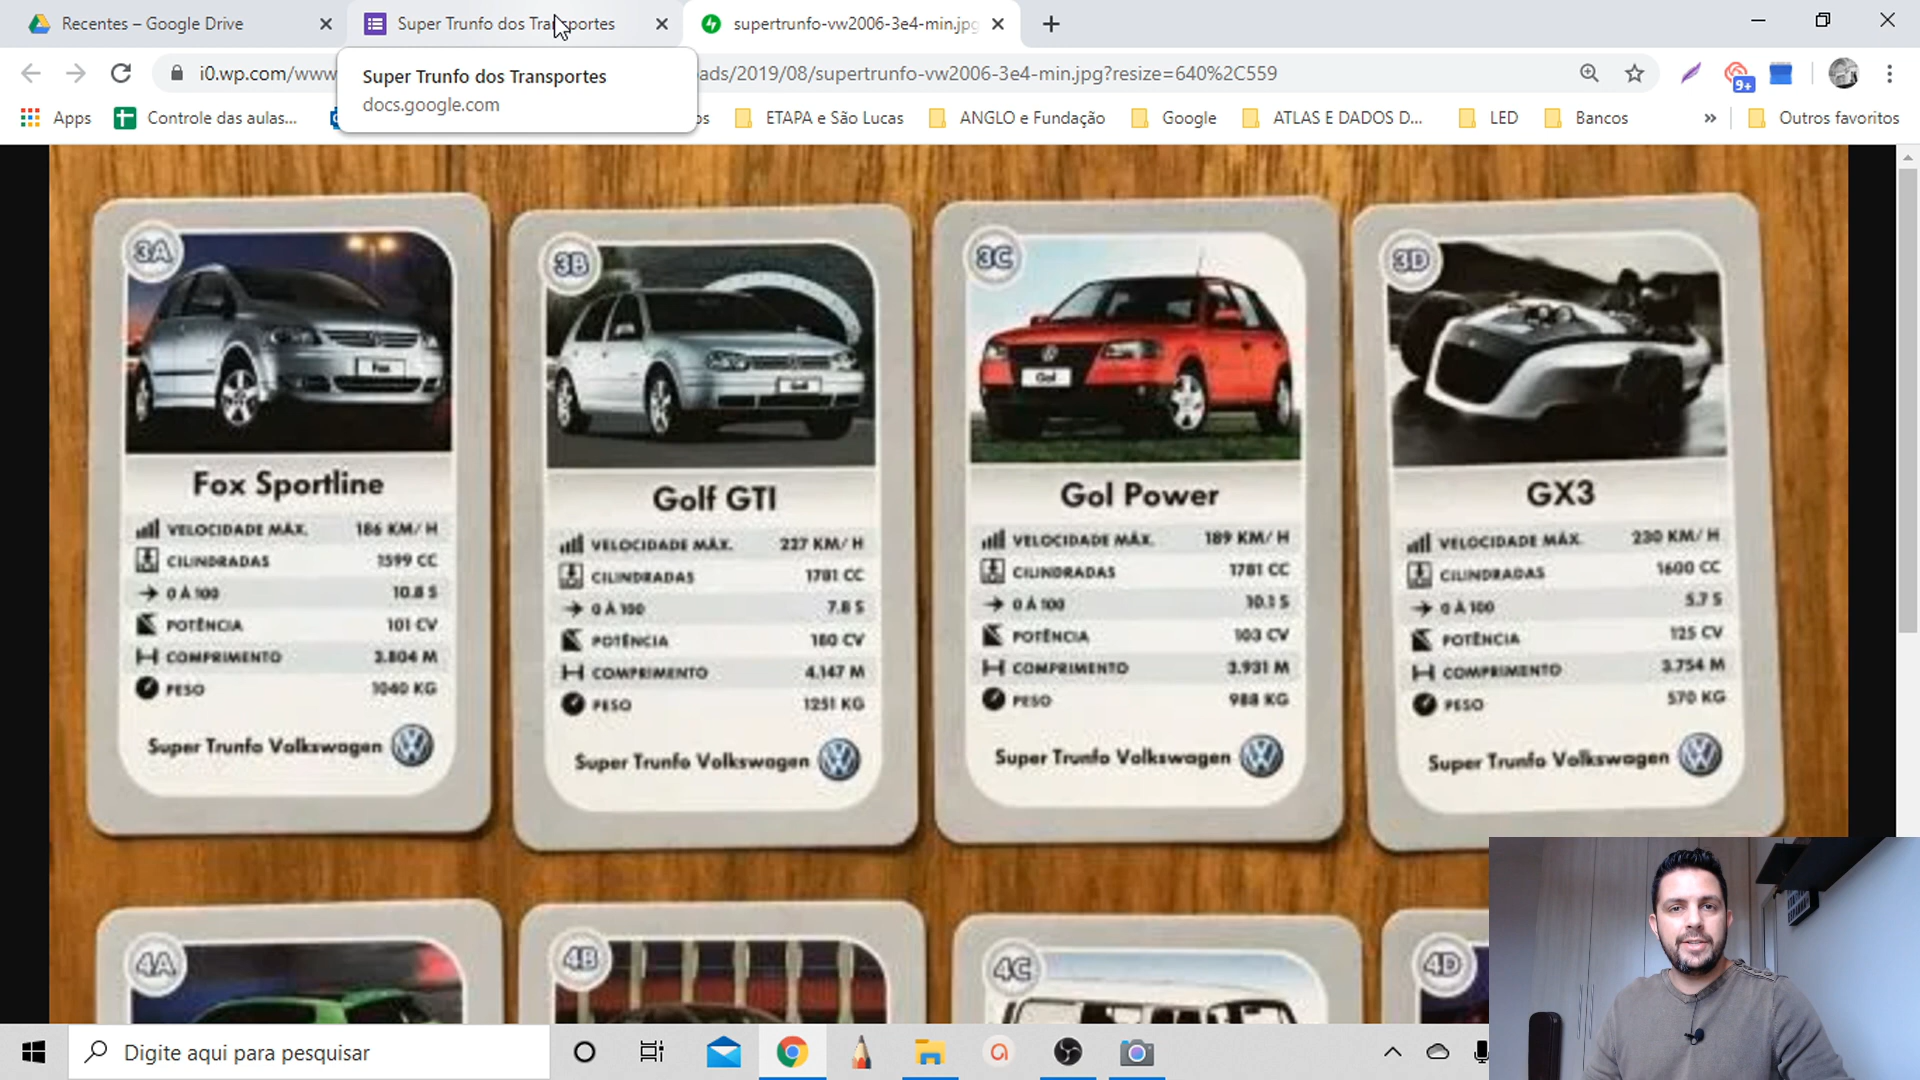 Recentes – Google Drive
Super Trunfo dos Transportes
supertrunfo-vw2006-3e4-min.jpg
i0.wp.com/www
ads/2019/08/supertrunfo-vw2006-3e4-min.jpg?resize=640%2C559
9+
Super Trunfo dos Transportes
docs.google.com
Apps
Controle das aulas...
os
ETAPA e São Lucas
ANGLO e Fundação
Google
ATLAS E DADOS D...
LED
Bancos
Outros favoritos
3A
Fox
Fox Sportline
VELOCIDADE MÁX. 186 KM/H
CILINDRADAS 1599 CC
0 À 100 10.8 S
POTÊNCIA 101 CV
COMPRIMENTO 3.804 M
PESO 1040 KG
Super Trunfo Volkswagen
3B
Golf
Golf GTI
VELOCIDADE MÁX. 227 KM/H
CILINDRADAS 1781 CC
0 À 100 7.8 S
POTÊNCIA 180 CV
COMPRIMENTO 4.147 M
PESO 1251 KG
Super Trunfo Volkswagen
3C
Gol
Gol Power
VELOCIDADE MÁX. 189 KM/H
CILINDRADAS 1781 CC
0 À 100 10.1 S
POTÊNCIA 103 CV
COMPRIMENTO 3.931 M
PESO 988 KG
Super Trunfo Volkswagen
3D
GX3
VELOCIDADE MÁX. 230 KM/H
CILINDRADAS 1600 CC
0 À 100 5.7 S
POTÊNCIA 125 CV
COMPRIMENTO 3.754 M
PESO 570 KG
Super Trunfo Volkswagen
4A
4B
4C
4D
Digite aqui para pesquisar